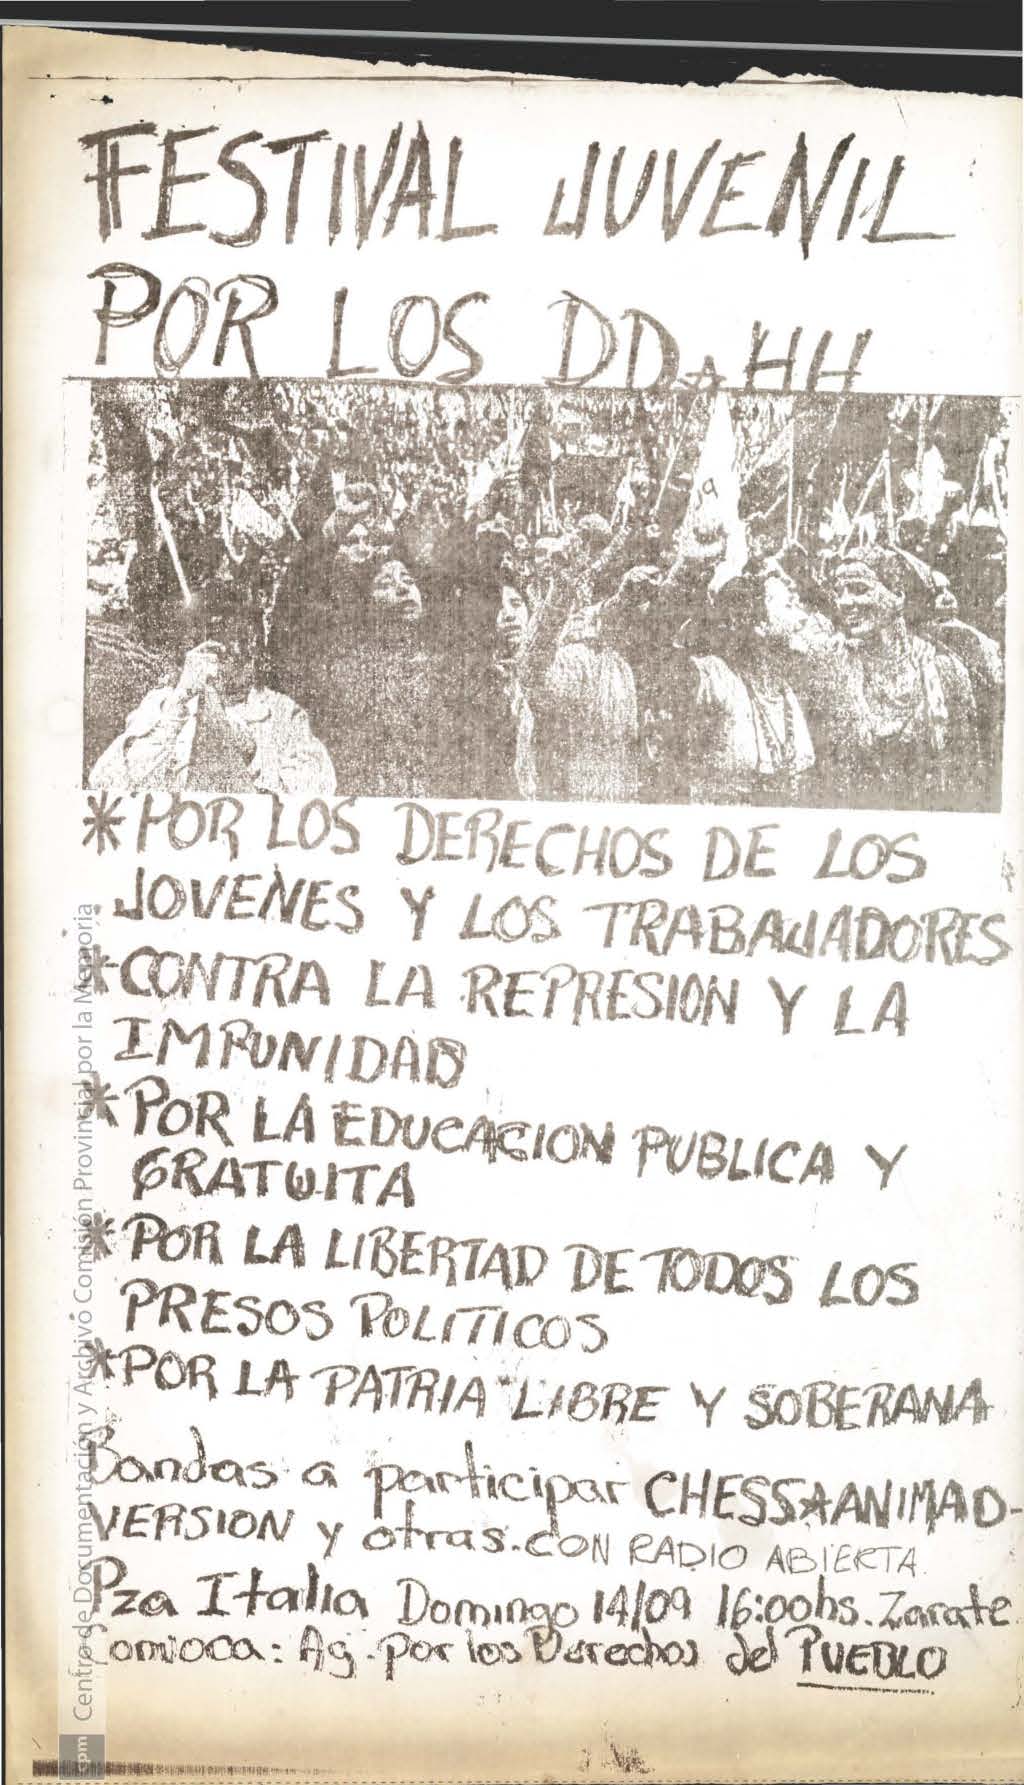 FESTIVAL JUVENIL
POR LOS DD☆HH
* POR LOS DERECHOS DE LOS
JOVENES Y LOS TRABAJADORES
* CONTRA LA REPRESION Y LA
IMPUNIDAD
* POR LA EDUCACION PUBLICA Y
GRATUITA
* POR LA LIBERTAD DE TODOS LOS
PRESOS POLITICOS
* POR LA PATRIA LIBRE Y SOBERANA
Bandas a participar CHESS☆ANIMAD-
VERSION y otras. CON RADIO ABIERTA.
Pza Italia Domingo 14/09 16:00hs. Zarate
Convoca: Ag. por los Derechos del PUEBLO
Centro de Documentación y Archivo Comisión Provincial por la Memoria
cpm